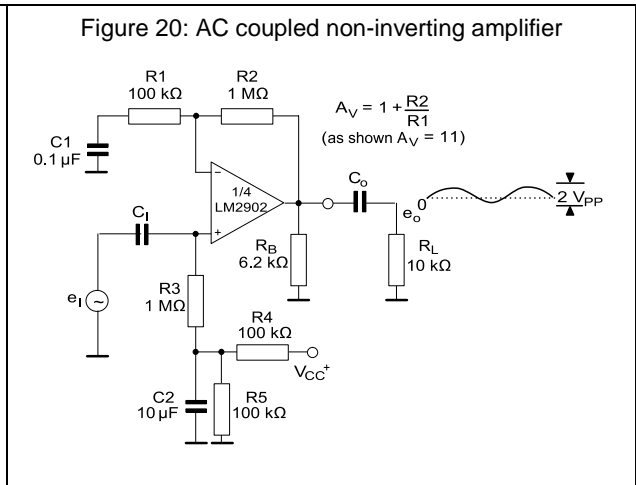 Figure 20: AC coupled non-inverting amplifier
R1
100 kΩ
R2
1 MΩ
A_V = 1 + R2/R1
(as shown A_V = 11)
C1
0.1 µF
C_I
1/4
LM2902
−
+
C_o
e_o
0
2 V_PP
R_B
6.2 kΩ
R_L
10 kΩ
e_I
~
R3
1 MΩ
R4
100 kΩ
V_CC+
C2
10 µF
R5
100 kΩ